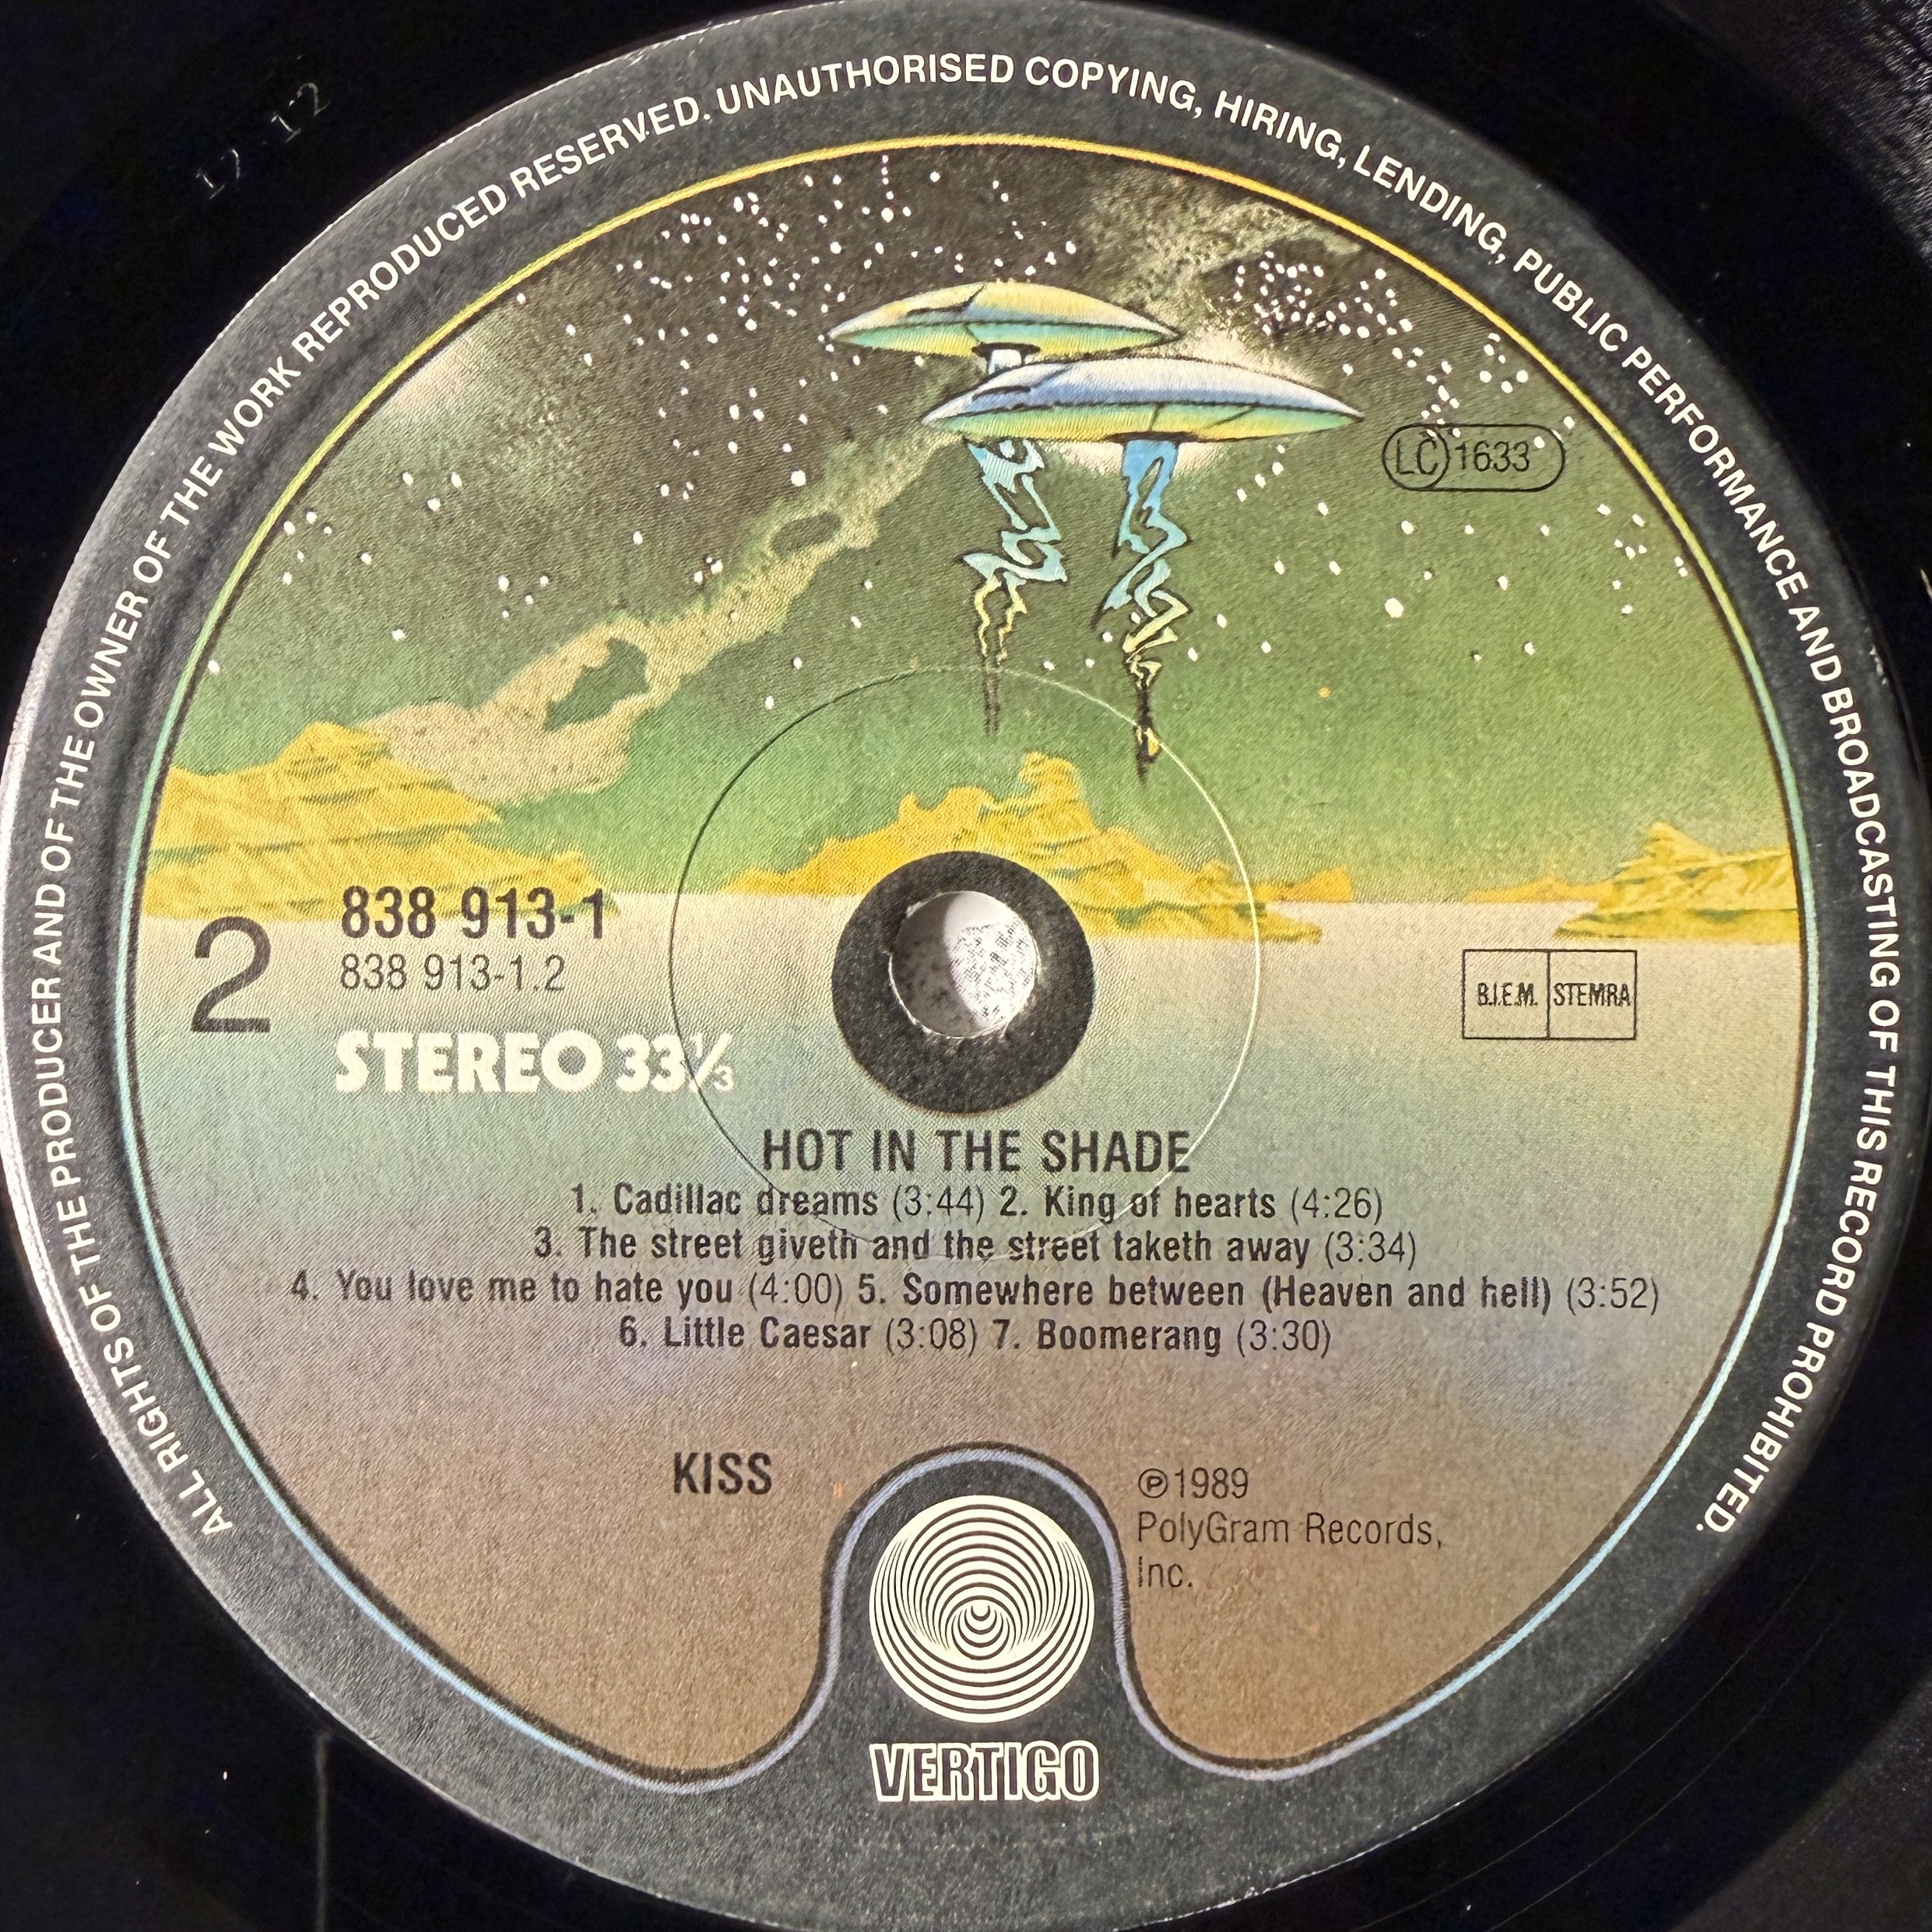 ALL RIGHTS OF THE PRODUCER AND OF THE OWNER OF THE WORK REPRODUCED RESERVED. UNAUTHORISED COPYING, HIRING, LENDING, PUBLIC PERFORMANCE AND BROADCASTING OF THIS RECORD PROHIBITED.
LC 1633
2
838 913-1
838 913-1.2
STEREO 33⅓
B.I.E.M. STEMRA
HOT IN THE SHADE
1. Cadillac dreams (3:44) 2. King of hearts (4:26)
3. The street giveth and the street taketh away (3:34)
4. You love me to hate you (4:00) 5. Somewhere between (Heaven and hell) (3:52)
6. Little Caesar (3:08) 7. Boomerang (3:30)
KISS
℗1989
PolyGram Records,
Inc.
VERTIGO